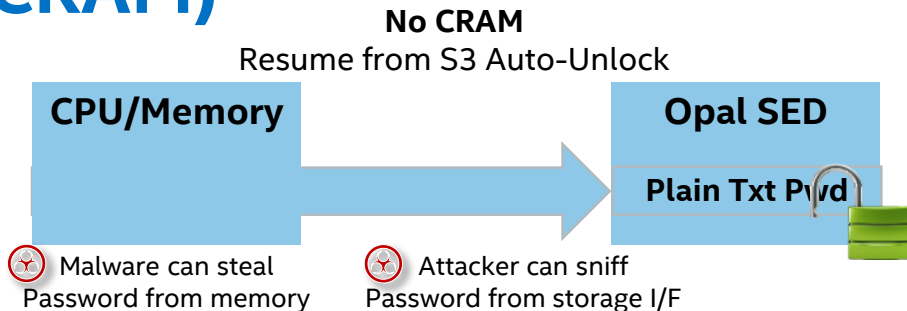 CRAM)
No CRAM
Resume from S3 Auto-Unlock
CPU/Memory
Opal SED
Plain Txt Pwd
Malware can steal
Password from memory
Attacker can sniff
Password from storage I/F